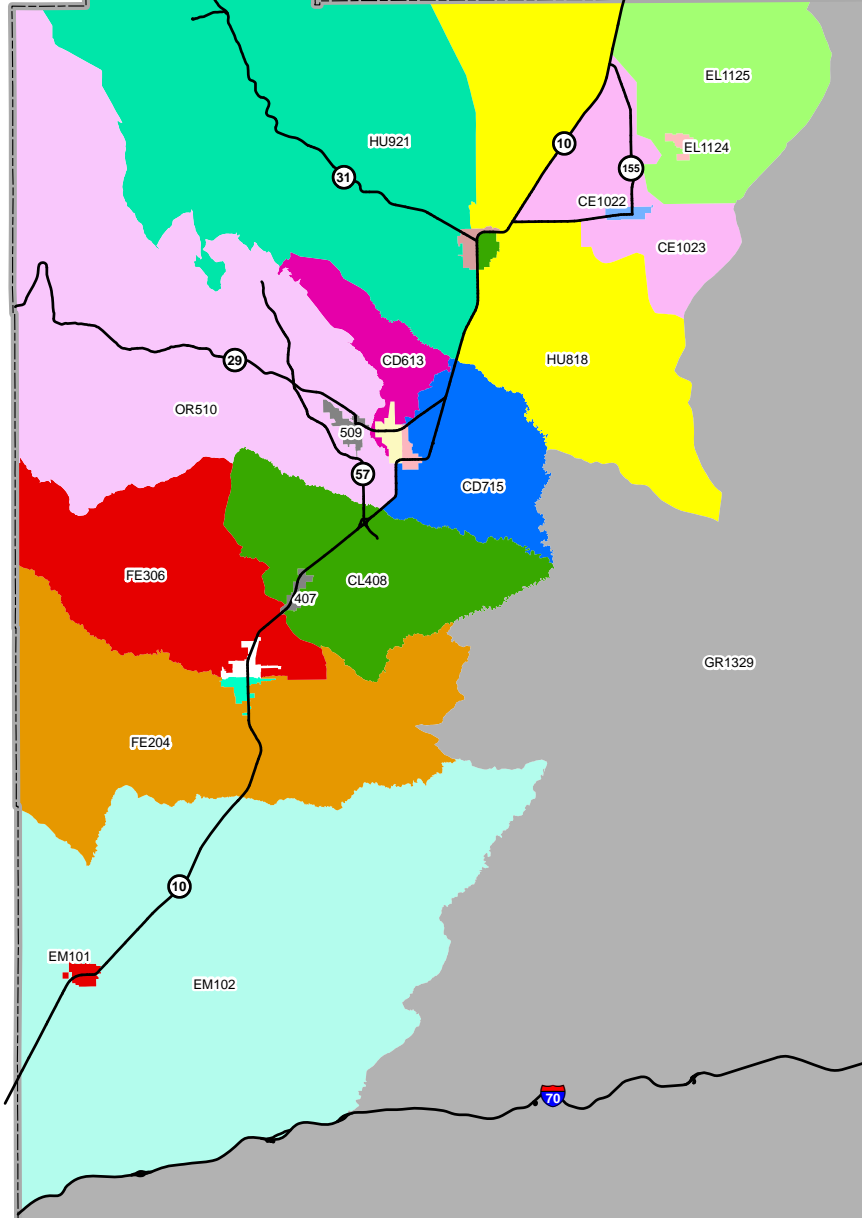 EL1125
HU921
10
EL1124
155
31
CE1022
CE1023
HU818
29
CD613
OR510
509
57
CD715
FE306
CL408
407
GR1329
FE204
10
EM101
EM102
70